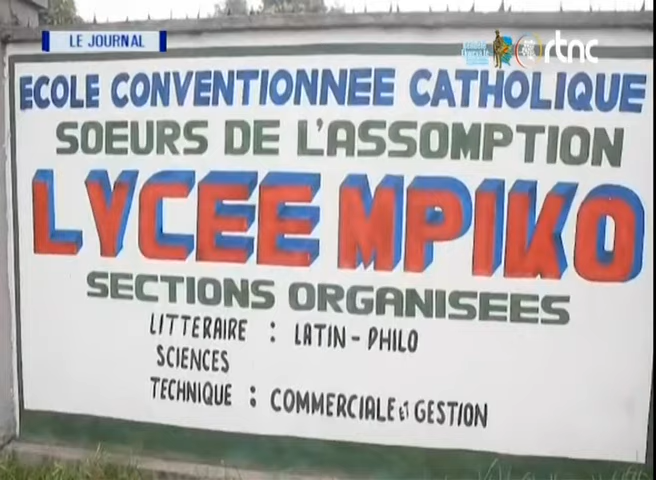 LE JOURNAL
rtnc
ECOLE CONVENTIONNEE CATHOLIQUE
SOEURS DE L'ASSOMPTION
LYCEE MPIKO
SECTIONS ORGANISEES
LITTERAIRE : LATIN - PHILO
SCIENCES
TECHNIQUE : COMMERCIALE et GESTION